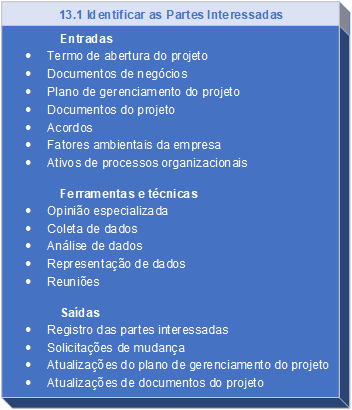 13.1 Identificar as Partes Interessadas
Entradas
• Termo de abertura do projeto
• Documentos de negócios
• Plano de gerenciamento do projeto
• Documentos do projeto
• Acordos
• Fatores ambientais da empresa
• Ativos de processos organizacionais
Ferramentas e técnicas
• Opinião especializada
• Coleta de dados
• Análise de dados
• Representação de dados
• Reuniões
Saídas
• Registro das partes interessadas
• Solicitações de mudança
• Atualizações do plano de gerenciamento do projeto
• Atualizações de documentos do projeto